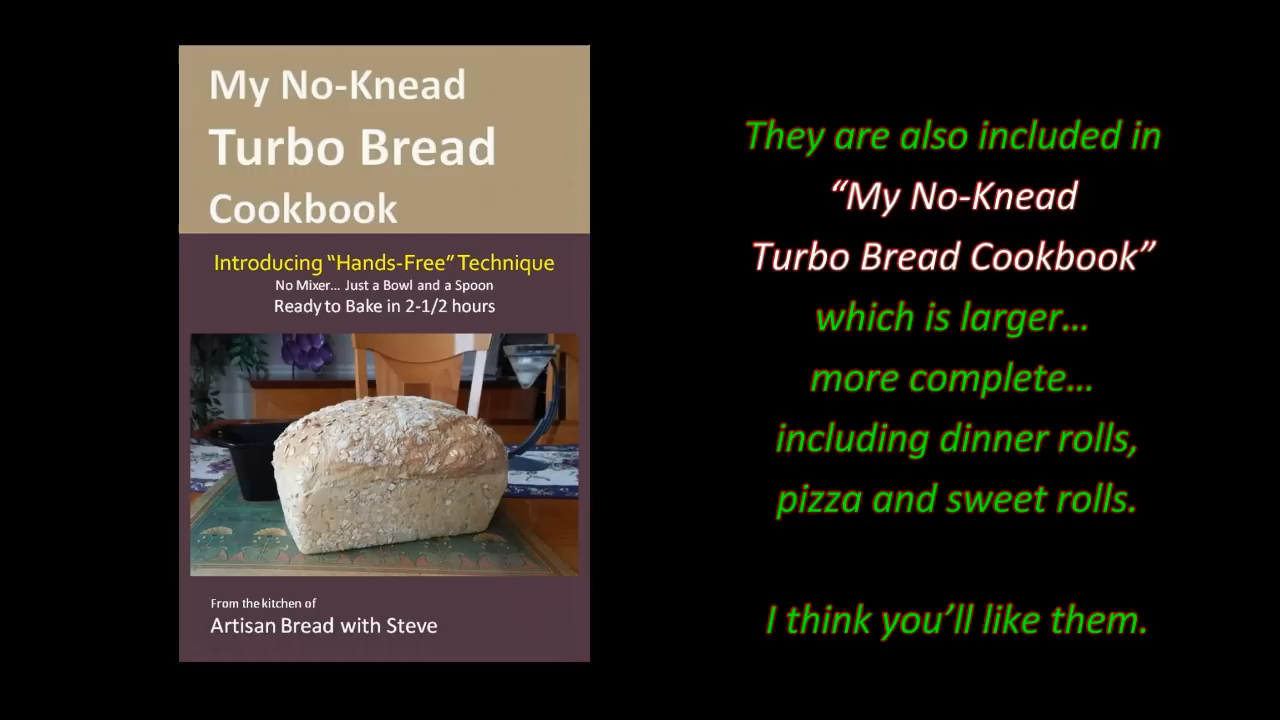 My No-Knead
Turbo Bread
Cookbook
Introducing “Hands-Free” Technique
No Mixer... Just a Bowl and a Spoon
Ready to Bake in 2-1/2 hours
From the kitchen of
Artisan Bread with Steve
They are also included in
“My No-Knead
Turbo Bread Cookbook”
which is larger...
more complete...
including dinner rolls,
pizza and sweet rolls.
I think you’ll like them.